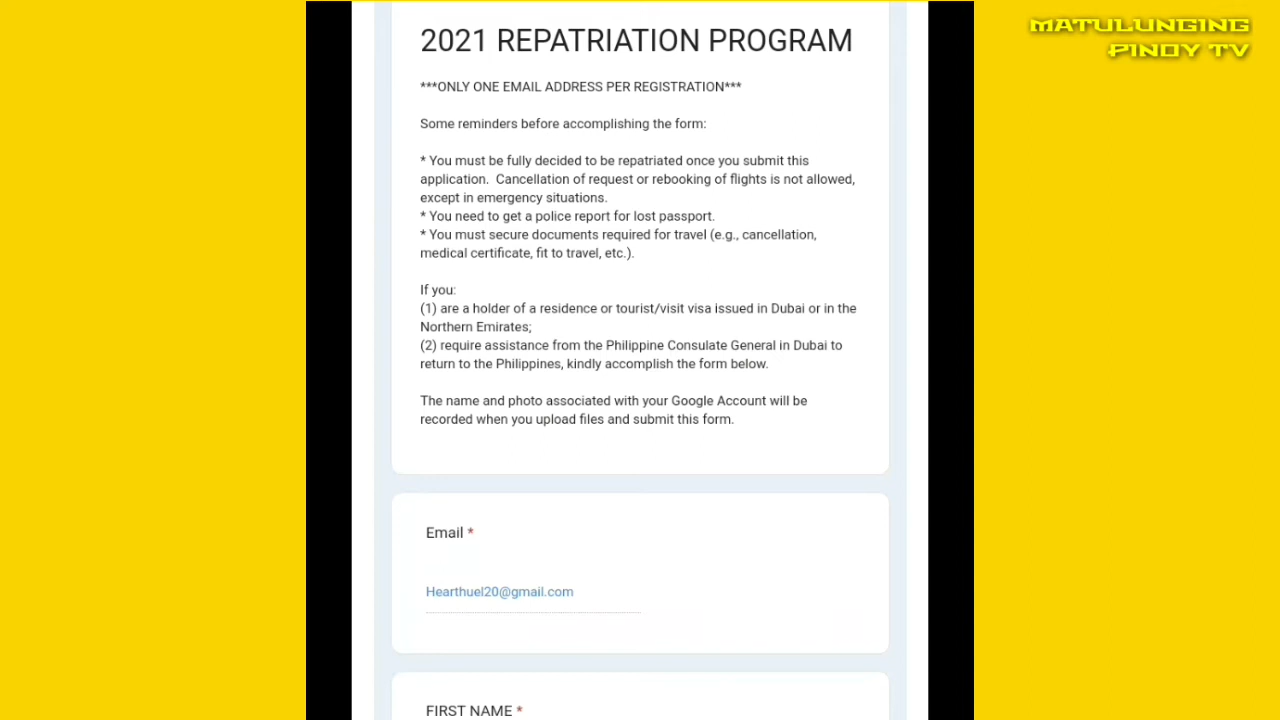 MATULUNGING
PINOY TV
2021 REPATRIATION PROGRAM
***ONLY ONE EMAIL ADDRESS PER REGISTRATION***
Some reminders before accomplishing the form:
* You must be fully decided to be repatriated once you submit this
application.  Cancellation of request or rebooking of flights is not allowed,
except in emergency situations.
* You need to get a police report for lost passport.
* You must secure documents required for travel (e.g., cancellation,
medical certificate, fit to travel, etc.).
If you:
(1) are a holder of a residence or tourist/visit visa issued in Dubai or in the
Northern Emirates;
(2) require assistance from the Philippine Consulate General in Dubai to
return to the Philippines, kindly accomplish the form below.
The name and photo associated with your Google Account will be
recorded when you upload files and submit this form.
Email *
Hearthuel20@gmail.com
FIRST NAME *